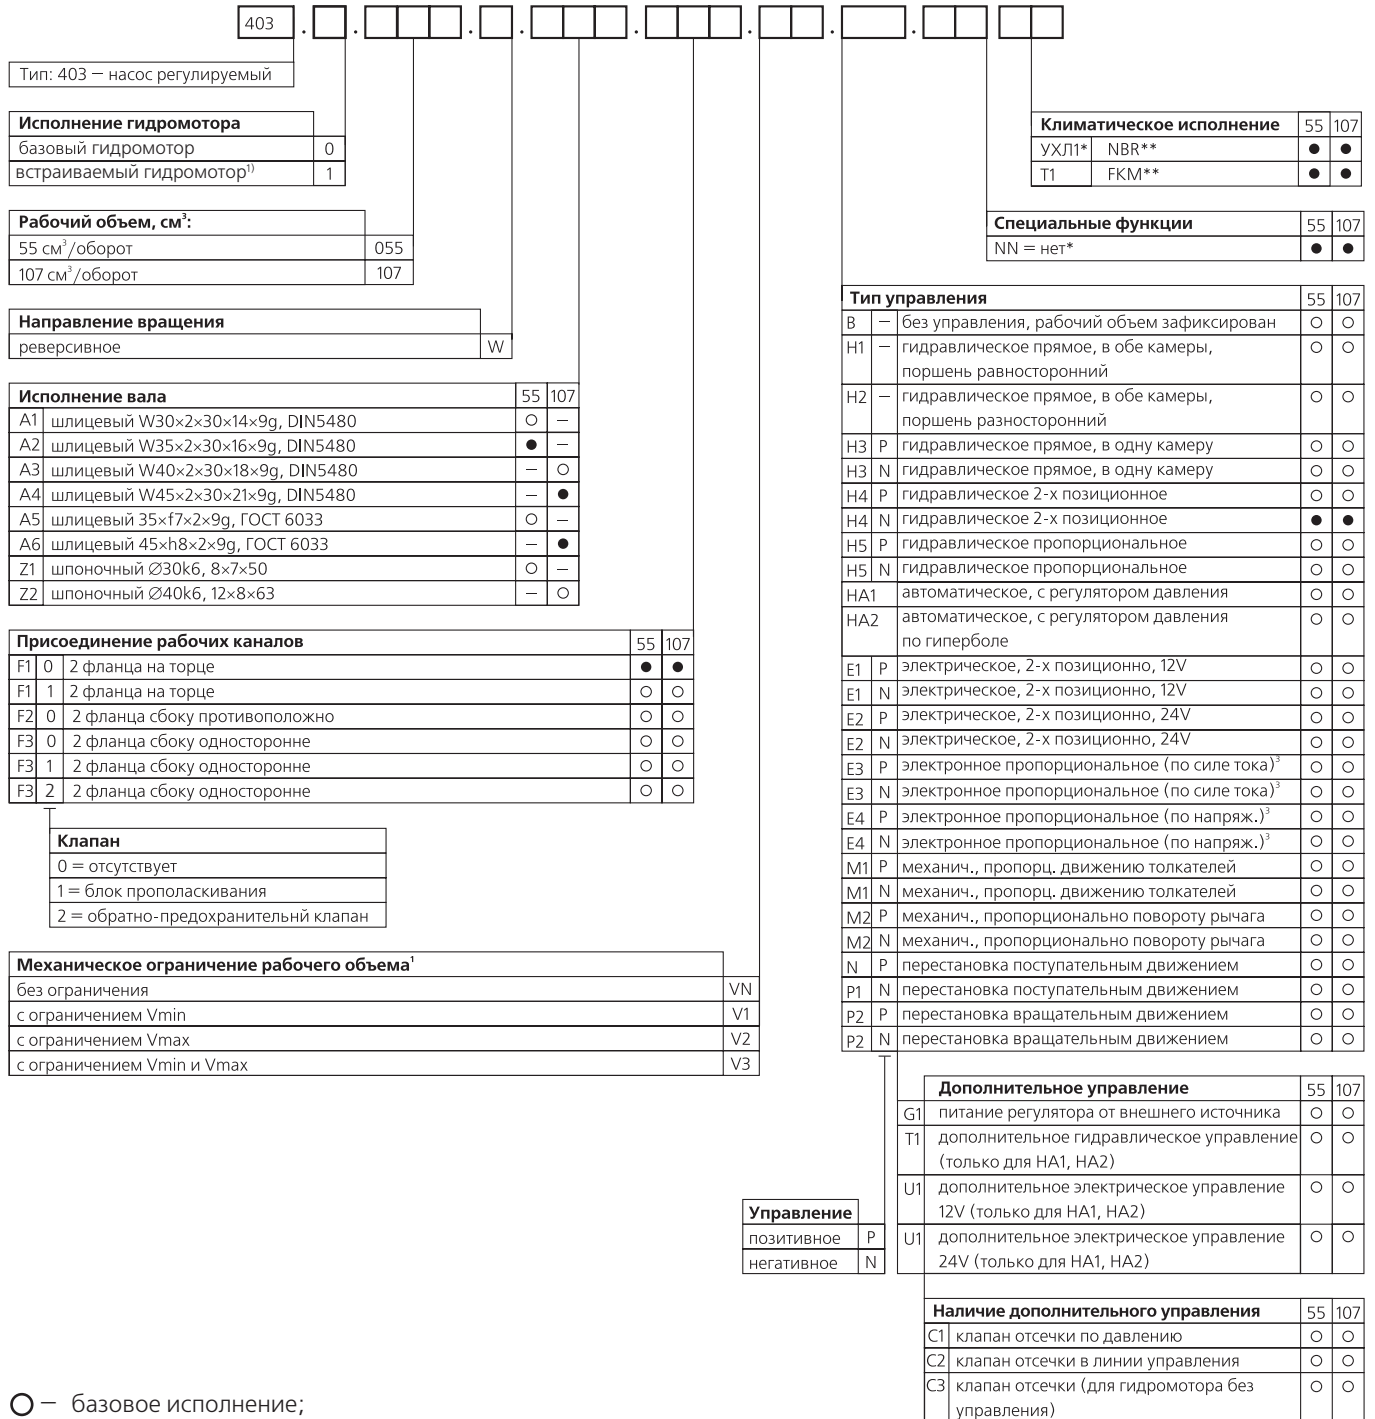 403 . . . . . . . .
Тип: 403 — насос регулируемый
Исполнение гидромотора
базовый гидромотор 0
встраиваемый гидромотор¹⁾ 1
Рабочий объем, см³:
55 см³/оборот 055
107 см³/оборот 107
Направление вращения
реверсивное W
Исполнение вала 55 107
A1 шлицевый W30×2×30×14×9g, DIN5480 ○ —
A2 шлицевый W35×2×30×16×9g, DIN5480 ● —
A3 шлицевый W40×2×30×18×9g, DIN5480 — ○
A4 шлицевый W45×2×30×21×9g, DIN5480 — ●
A5 шлицевый 35×f7×2×9g, ГОСТ 6033 ○ —
A6 шлицевый 45×h8×2×9g, ГОСТ 6033 — ●
Z1 шпоночный ∅30k6, 8×7×50 ○ —
Z2 шпоночный ∅40k6, 12×8×63 — ○
Присоединение рабочих каналов 55 107
F1 0 2 фланца на торце ● ●
F1 1 2 фланца на торце ○ ○
F2 0 2 фланца сбоку противоположно ○ ○
F3 0 2 фланца сбоку односторонне ○ ○
F3 1 2 фланца сбоку односторонне ○ ○
F3 2 2 фланца сбоку односторонне ○ ○
Клапан
0 = отсутствует
1 = блок прополаскивания
2 = обратно-предохранительнй клапан
Механическое ограничение рабочего объема¹
без ограничения VN
с ограничением Vmin V1
с ограничением Vmax V2
с ограничением Vmin и Vmax V3
Климатическое исполнение 55 107
УХЛ1* NBR** ● ●
Т1 FKM** ● ●
Специальные функции 55 107
NN = нет* ● ●
Тип управления 55 107
B — без управления, рабочий объем зафиксирован ○ ○
H1 — гидравлическое прямое, в обе камеры, ○ ○
поршень равносторонний
H2 — гидравлическое прямое, в обе камеры, ○ ○
поршень разносторонний
H3 P гидравлическое прямое, в одну камеру ○ ○
H3 N гидравлическое прямое, в одну камеру ○ ○
H4 P гидравлическое 2-х позиционное ○ ○
H4 N гидравлическое 2-х позиционное ● ●
H5 P гидравлическое пропорциональное ○ ○
H5 N гидравлическое пропорциональное ○ ○
HA1 автоматическое, с регулятором давления ○ ○
HA2 автоматическое, с регулятором давления ○ ○
по гиперболе
E1 P электрическое, 2-х позиционно, 12V ○ ○
E1 N электрическое, 2-х позиционно, 12V ○ ○
E2 P электрическое, 2-х позиционно, 24V ○ ○
E2 N электрическое, 2-х позиционно, 24V ○ ○
E3 P электронное пропорциональное (по силе тока)³ ○ ○
E3 N электронное пропорциональное (по силе тока)³ ○ ○
E4 P электронное пропорциональное (по напряж.)³ ○ ○
E4 N электронное пропорциональное (по напряж.)³ ○ ○
M1 P механич., пропорц. движению толкателей ○ ○
M1 N механич., пропорц. движению толкателей ○ ○
M2 P механич., пропорционально повороту рычага ○ ○
M2 N механич., пропорционально повороту рычага ○ ○
N P перестановка поступательным движением ○ ○
P1 N перестановка поступательным движением ○ ○
P2 P перестановка вращательным движением ○ ○
P2 N перестановка вращательным движением ○ ○
Управление
позитивное P
негативное N
Дополнительное управление 55 107
G1 питание регулятора от внешнего источника ○ ○
T1 дополнительное гидравлическое управление ○ ○
(только для HA1, HA2)
U1 дополнительное электрическое управление ○ ○
12V (только для HA1, HA2)
U1 дополнительное электрическое управление ○ ○
24V (только для HA1, HA2)
Наличие дополнительного управления 55 107
C1 клапан отсечки по давлению ○ ○
C2 клапан отсечки в линии управления ○ ○
C3 клапан отсечки (для гидромотора без ○ ○
управления)
○ — базовое исполнение;